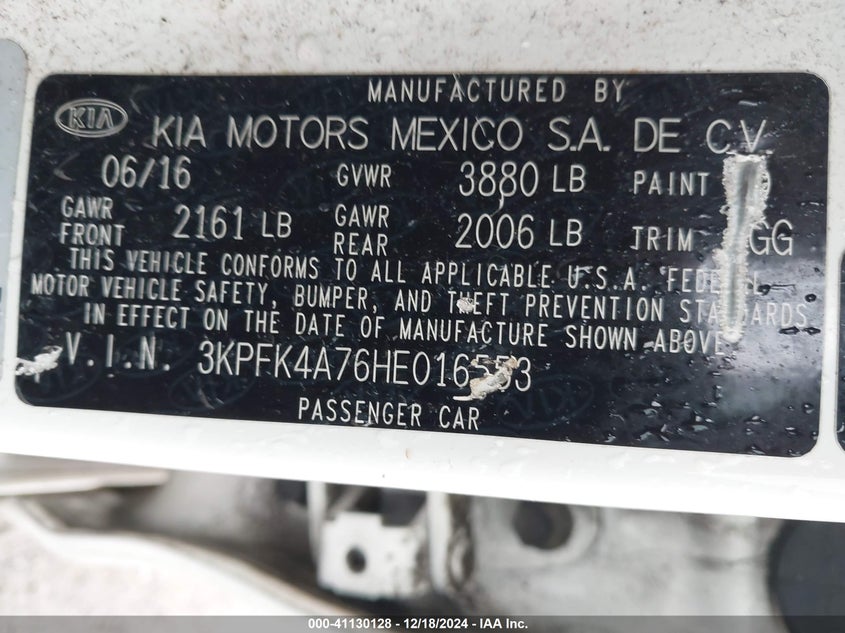 MANUFACTURED BY
KIA KIA MOTORS MEXICO S.A. DE C.V.
06/16 GVWR 3880 LB PAINT
GAWR FRONT 2161 LB GAWR REAR 2006 LB TRIM GG
THIS VEHICLE CONFORMS TO ALL APPLICABLE U.S.A. FEDERAL
MOTOR VEHICLE SAFETY, BUMPER, AND THEFT PREVENTION STANDARDS
IN EFFECT ON THE DATE OF MANUFACTURE SHOWN ABOVE
V.I.N. 3KPFK4A76HE016553
PASSENGER CAR
000-41130128 - 12/18/2024 - IAA Inc.